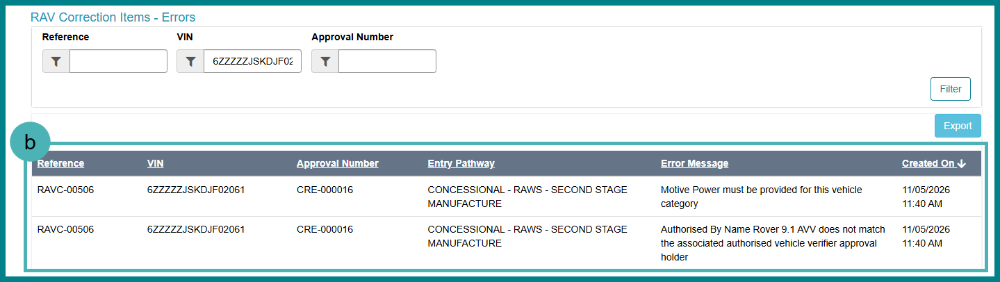 RAV Correction Items - Errors
Reference VIN Approval Number
6ZZZZZJSKDJF02
Filter
Export
b
Reference VIN Approval Number Entry Pathway Error Message Created On
RAVC-00506 6ZZZZZJSKDJF02061 CRE-000016 CONCESSIONAL - RAWS - SECOND STAGE Motive Power must be provided for this vehicle 11/05/2026
MANUFACTURE category 11:40 AM
RAVC-00506 6ZZZZZJSKDJF02061 CRE-000016 CONCESSIONAL - RAWS - SECOND STAGE Authorised By Name Rover 9.1 AVV does not match 11/05/2026
MANUFACTURE the associated authorised vehicle verifier approval 11:40 AM
holder